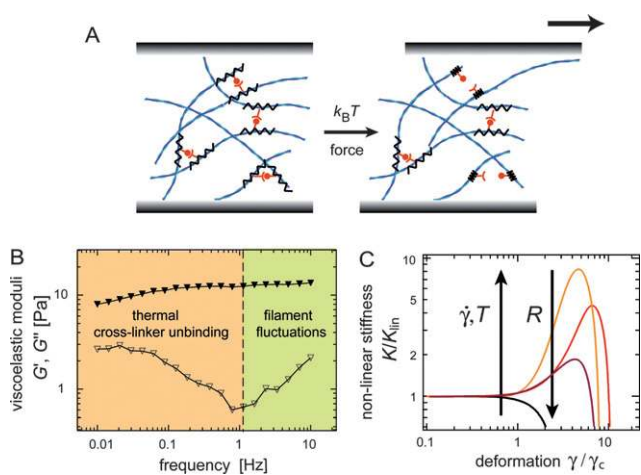 A
k_BT
force
B
viscoelastic moduli
G', G'' [Pa]
10
1
thermal
cross-linker unbinding
filament
fluctuations
0.01
0.1
1
10
frequency [Hz]
C
non-linear stiffness
K/K_lin
10
5
2
1
γ̇,T
R
0.1
1
10
deformation γ/γ_c